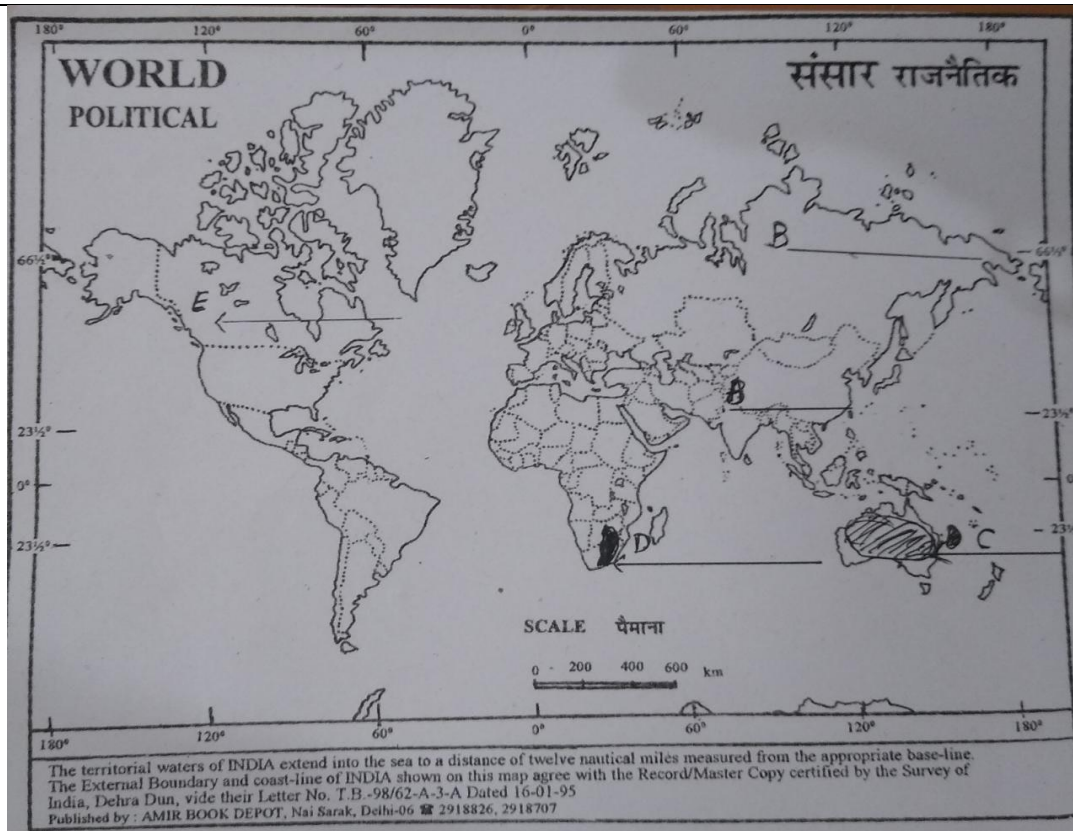 180° 120° 60° 0° 60° 120° 180°
WORLD
POLITICAL
संसार राजनैतिक
B
66½° 66½°
E
B
23½° 23½°
0° 0
23½° 23½
D
C
SCALE पैमाना
0 - 200 400 600 km
180° 120° 60° 0° 60° 120° 180°
The territorial waters of INDIA extend into the sea to a distance of twelve nautical miles measured from the appropriate base-line.
The External Boundary and coast-line of INDIA shown on this map agree with the Record/Master Copy certified by the Survey of
India, Dehra Dun, vide their Letter No. T.B.-98/62-A-3-A Dated 16-01-95
Published by : AMIR BOOK DEPOT, Nai Sarak, Delhi-06 ☎ 2918826, 2918707